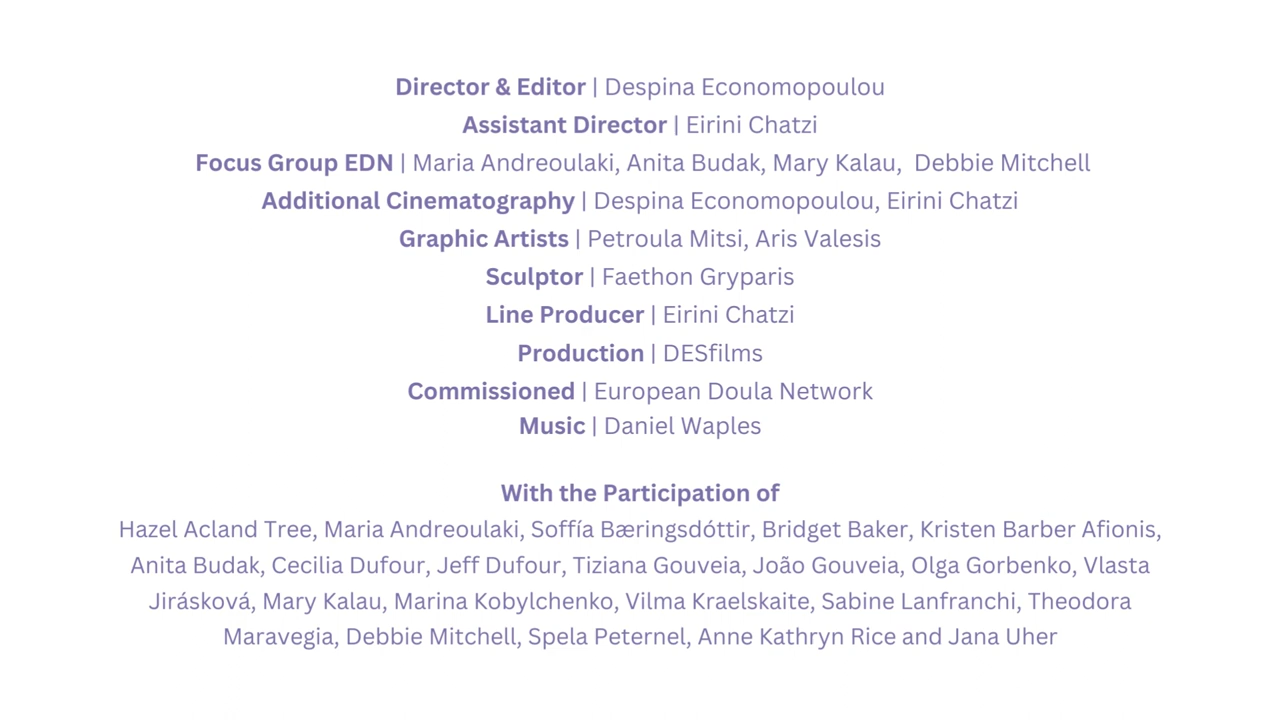 Director & Editor | Despina Economopoulou
Assistant Director | Eirini Chatzi
Focus Group EDN | Maria Andreoulaki, Anita Budak, Mary Kalau,  Debbie Mitchell
Additional Cinematography | Despina Economopoulou, Eirini Chatzi
Graphic Artists | Petroula Mitsi, Aris Valesis
Sculptor | Faethon Gryparis
Line Producer | Eirini Chatzi
Production | DESfilms
Commissioned | European Doula Network
Music | Daniel Waples
With the Participation of
Hazel Acland Tree, Maria Andreoulaki, Soffía Bæringsdóttir, Bridget Baker, Kristen Barber Afionis,
Anita Budak, Cecilia Dufour, Jeff Dufour, Tiziana Gouveia, João Gouveia, Olga Gorbenko, Vlasta
Jirásková, Mary Kalau, Marina Kobylchenko, Vilma Kraelskaite, Sabine Lanfranchi, Theodora
Maravegia, Debbie Mitchell, Spela Peternel, Anne Kathryn Rice and Jana Uher